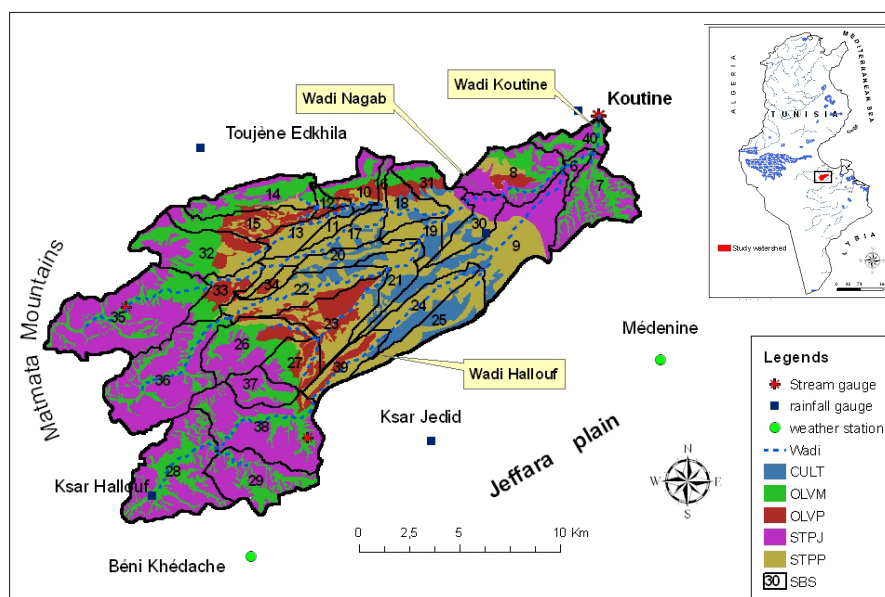 Wadi Koutine
Wadi Nagab
Koutine
Toujène Edkhila
40
6
8
7
14
10
16
31
12
18
15
11
13
17
19
30
32
20
9
21
33
34
22
24
35
23
25
26
27
39
36
37
38
28
29
Matmata Mountains
Médenine
Wadi Hallouf
Ksar Jedid
Jeffara plain
Ksar Hallouf
Béni Khédache
0 2,5 5 10 Km
N
W E
S
ALGERIA
MEDITERRANEAN SEA
TUNISIA
LYBIA
Study watershed
Legends
Stream gauge
rainfall gauge
weather station
Wadi
CULT
OLVM
OLVP
STPJ
STPP
30 SBS